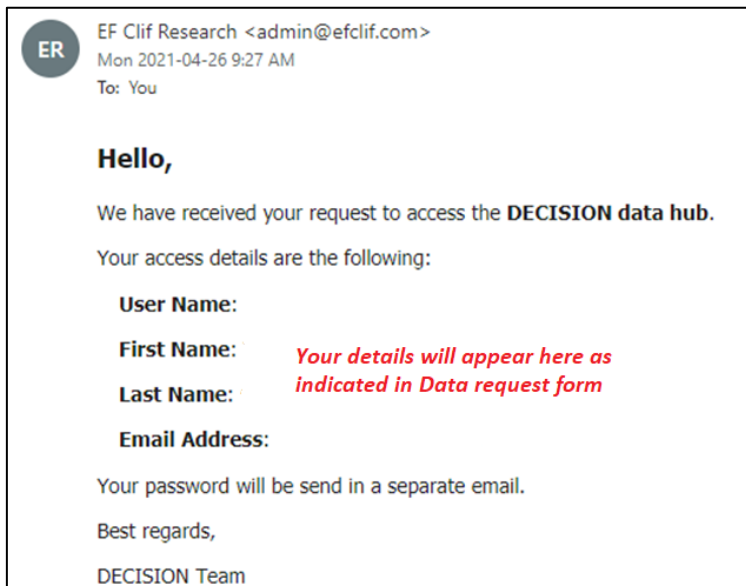 ER
EF Clif Research <admin@efclif.com>
Mon 2021-04-26 9:27 AM
To: You
Hello,
We have received your request to access the DECISION data hub.
Your access details are the following:
User Name:
First Name:
Last Name:
Email Address:
Your details will appear here as
indicated in Data request form
Your password will be send in a separate email.
Best regards,
DECISION Team